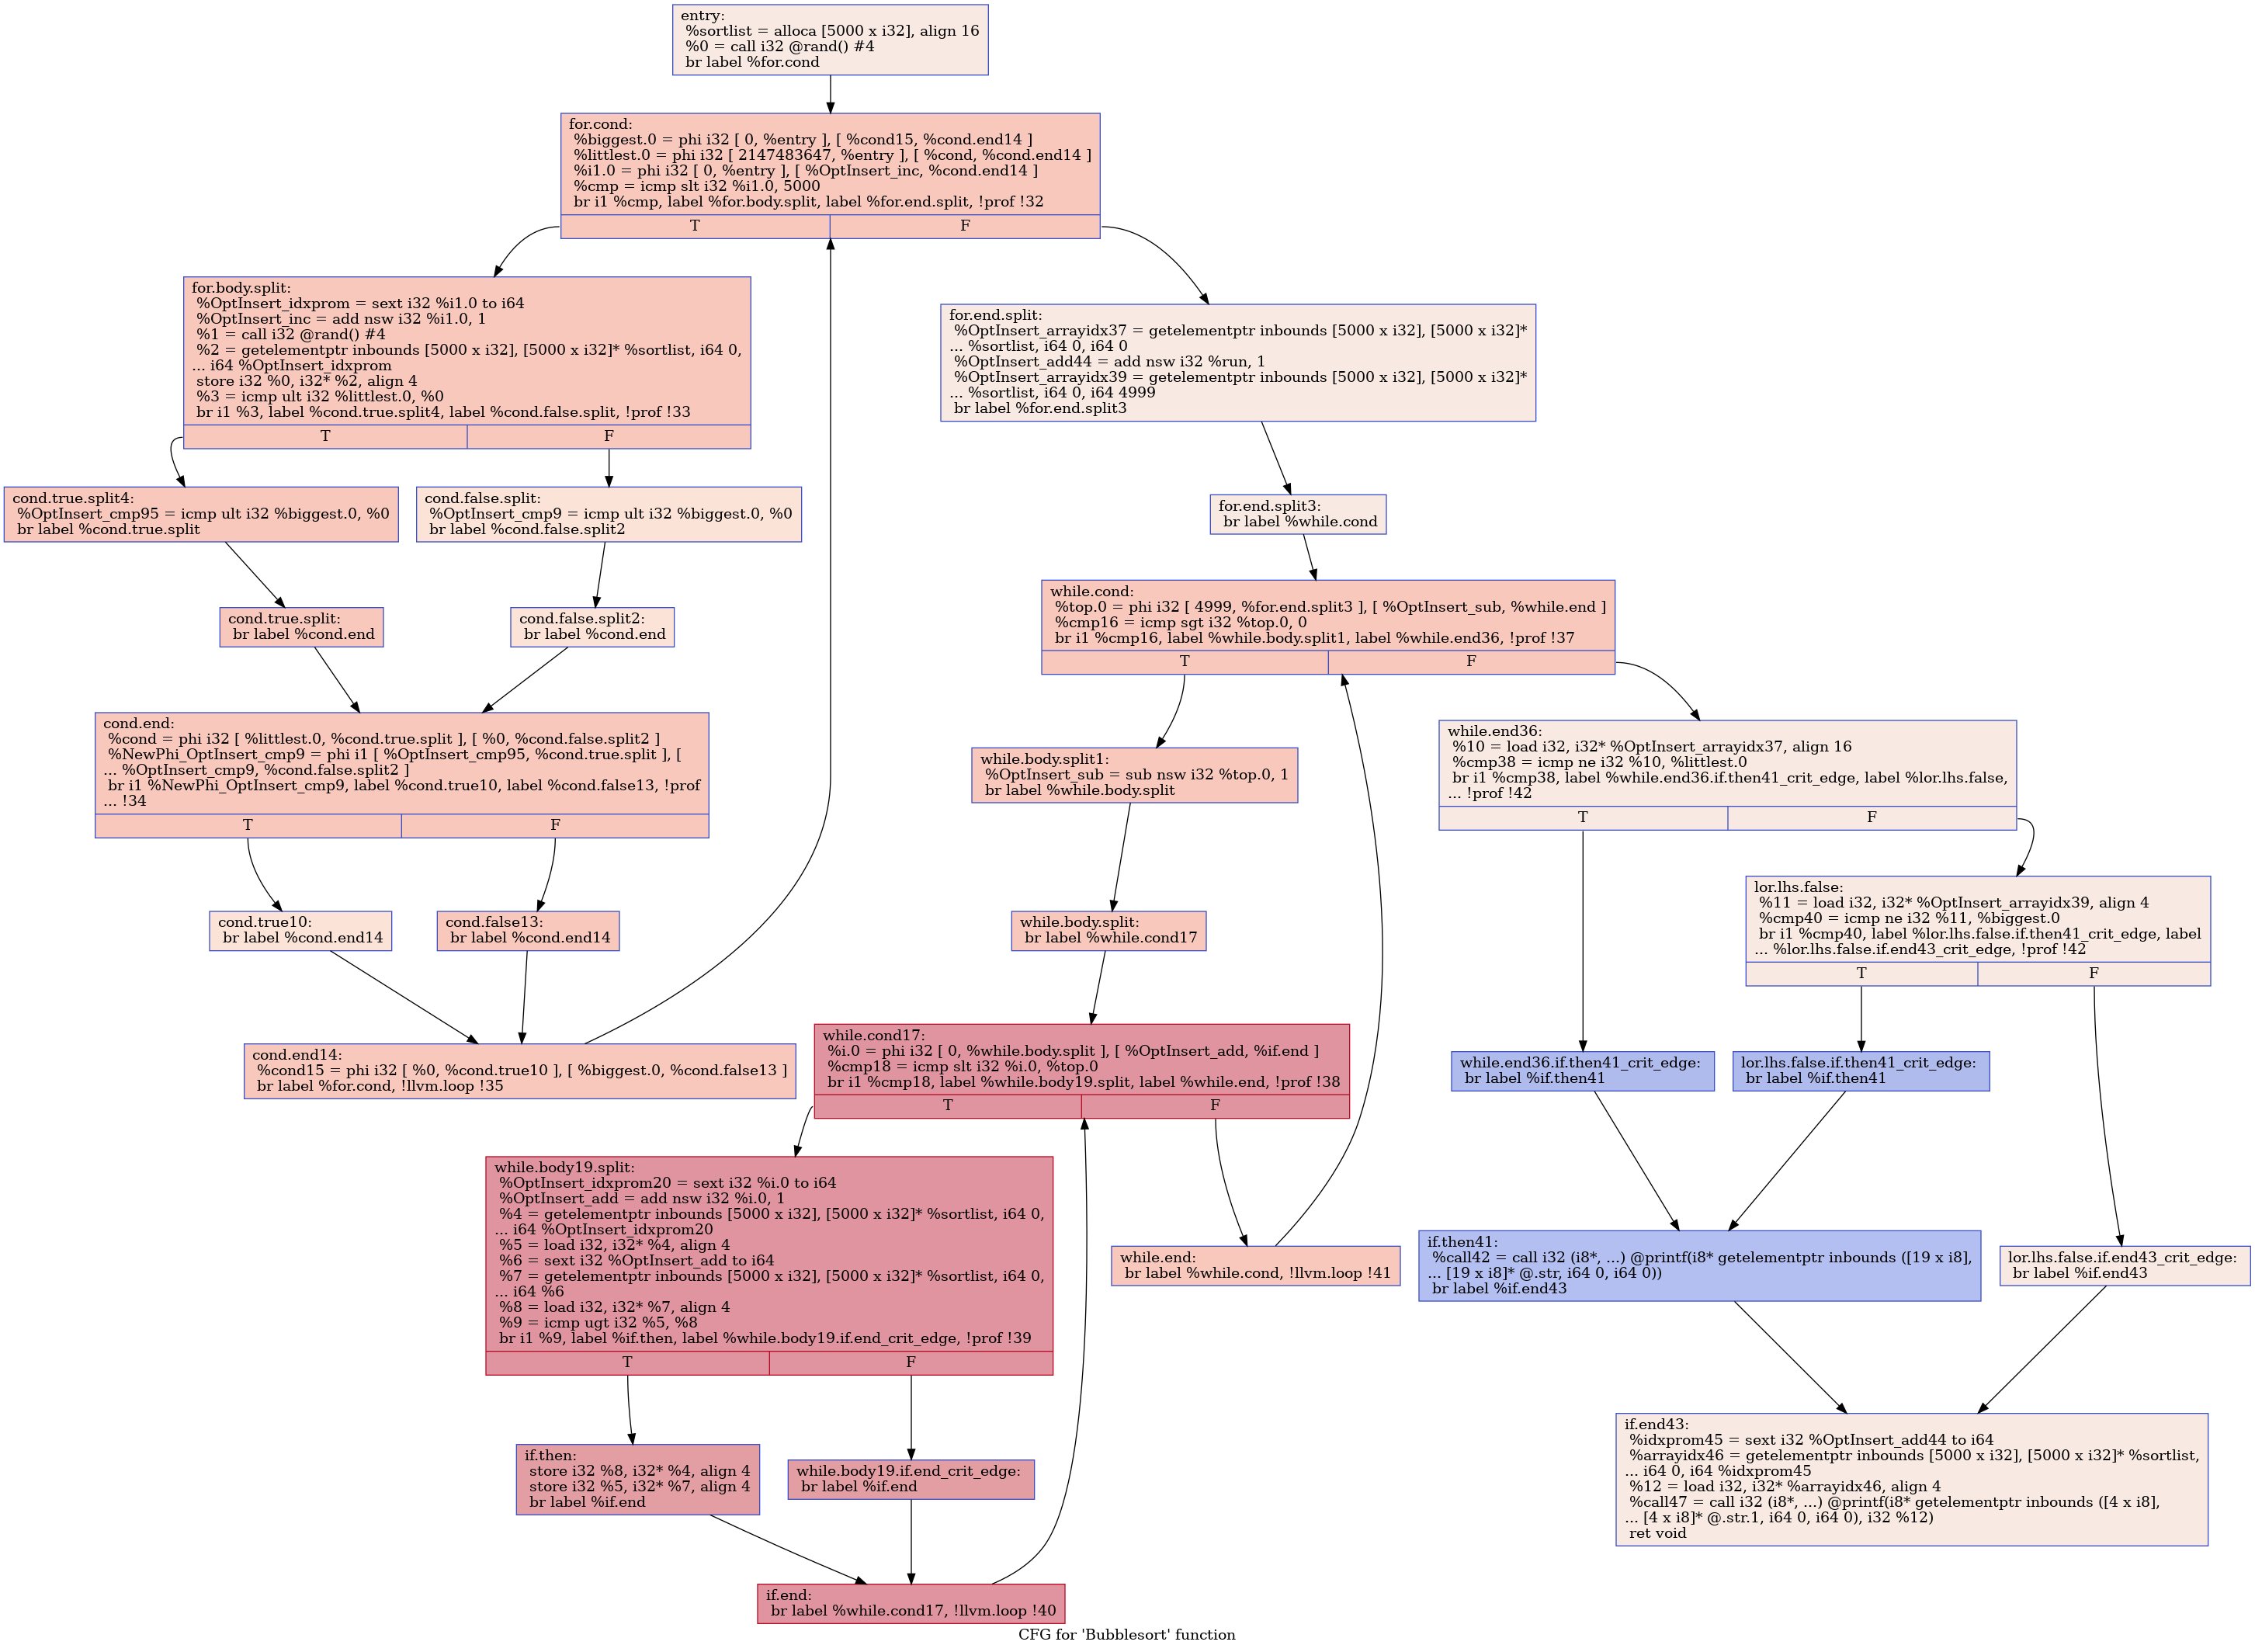 entry:
%sortlist = alloca [5000 x i32], align 16
%0 = call i32 @rand() #4
br label %for.cond
for.cond:
%biggest.0 = phi i32 [ 0, %entry ], [ %cond15, %cond.end14 ]
%littlest.0 = phi i32 [ 2147483647, %entry ], [ %cond, %cond.end14 ]
%i1.0 = phi i32 [ 0, %entry ], [ %OptInsert_inc, %cond.end14 ]
%cmp = icmp slt i32 %i1.0, 5000
br i1 %cmp, label %for.body.split, label %for.end.split, !prof !32
T
F
for.body.split:
%OptInsert_idxprom = sext i32 %i1.0 to i64
%OptInsert_inc = add nsw i32 %i1.0, 1
%1 = call i32 @rand() #4
%2 = getelementptr inbounds [5000 x i32], [5000 x i32]* %sortlist, i64 0,
... i64 %OptInsert_idxprom
store i32 %0, i32* %2, align 4
%3 = icmp ult i32 %littlest.0, %0
br i1 %3, label %cond.true.split4, label %cond.false.split, !prof !33
T
F
for.end.split:
%OptInsert_arrayidx37 = getelementptr inbounds [5000 x i32], [5000 x i32]*
... %sortlist, i64 0, i64 0
%OptInsert_add44 = add nsw i32 %run, 1
%OptInsert_arrayidx39 = getelementptr inbounds [5000 x i32], [5000 x i32]*
... %sortlist, i64 0, i64 4999
br label %for.end.split3
cond.true.split4:
%OptInsert_cmp95 = icmp ult i32 %biggest.0, %0
br label %cond.true.split
cond.false.split:
%OptInsert_cmp9 = icmp ult i32 %biggest.0, %0
br label %cond.false.split2
for.end.split3:
br label %while.cond
cond.true.split:
br label %cond.end
cond.false.split2:
br label %cond.end
while.cond:
%top.0 = phi i32 [ 4999, %for.end.split3 ], [ %OptInsert_sub, %while.end ]
%cmp16 = icmp sgt i32 %top.0, 0
br i1 %cmp16, label %while.body.split1, label %while.end36, !prof !37
T
F
cond.end:
%cond = phi i32 [ %littlest.0, %cond.true.split ], [ %0, %cond.false.split2 ]
%NewPhi_OptInsert_cmp9 = phi i1 [ %OptInsert_cmp95, %cond.true.split ], [
... %OptInsert_cmp9, %cond.false.split2 ]
br i1 %NewPhi_OptInsert_cmp9, label %cond.true10, label %cond.false13, !prof
... !34
T
F
while.body.split1:
%OptInsert_sub = sub nsw i32 %top.0, 1
br label %while.body.split
while.end36:
%10 = load i32, i32* %OptInsert_arrayidx37, align 16
%cmp38 = icmp ne i32 %10, %littlest.0
br i1 %cmp38, label %while.end36.if.then41_crit_edge, label %lor.lhs.false,
... !prof !42
T
F
cond.true10:
br label %cond.end14
cond.false13:
br label %cond.end14
while.body.split:
br label %while.cond17
lor.lhs.false:
%11 = load i32, i32* %OptInsert_arrayidx39, align 4
%cmp40 = icmp ne i32 %11, %biggest.0
br i1 %cmp40, label %lor.lhs.false.if.then41_crit_edge, label
... %lor.lhs.false.if.end43_crit_edge, !prof !42
T
F
cond.end14:
%cond15 = phi i32 [ %0, %cond.true10 ], [ %biggest.0, %cond.false13 ]
br label %for.cond, !llvm.loop !35
while.cond17:
%i.0 = phi i32 [ 0, %while.body.split ], [ %OptInsert_add, %if.end ]
%cmp18 = icmp slt i32 %i.0, %top.0
br i1 %cmp18, label %while.body19.split, label %while.end, !prof !38
T
F
while.end36.if.then41_crit_edge:
br label %if.then41
lor.lhs.false.if.then41_crit_edge:
br label %if.then41
while.body19.split:
%OptInsert_idxprom20 = sext i32 %i.0 to i64
%OptInsert_add = add nsw i32 %i.0, 1
%4 = getelementptr inbounds [5000 x i32], [5000 x i32]* %sortlist, i64 0,
... i64 %OptInsert_idxprom20
%5 = load i32, i32* %4, align 4
%6 = sext i32 %OptInsert_add to i64
%7 = getelementptr inbounds [5000 x i32], [5000 x i32]* %sortlist, i64 0,
... i64 %6
%8 = load i32, i32* %7, align 4
%9 = icmp ugt i32 %5, %8
br i1 %9, label %if.then, label %while.body19.if.end_crit_edge, !prof !39
T
F
while.end:
br label %while.cond, !llvm.loop !41
if.then41:
%call42 = call i32 (i8*, ...) @printf(i8* getelementptr inbounds ([19 x i8],
... [19 x i8]* @.str, i64 0, i64 0))
br label %if.end43
lor.lhs.false.if.end43_crit_edge:
br label %if.end43
if.then:
store i32 %8, i32* %4, align 4
store i32 %5, i32* %7, align 4
br label %if.end
while.body19.if.end_crit_edge:
br label %if.end
if.end43:
%idxprom45 = sext i32 %OptInsert_add44 to i64
%arrayidx46 = getelementptr inbounds [5000 x i32], [5000 x i32]* %sortlist,
... i64 0, i64 %idxprom45
%12 = load i32, i32* %arrayidx46, align 4
%call47 = call i32 (i8*, ...) @printf(i8* getelementptr inbounds ([4 x i8],
... [4 x i8]* @.str.1, i64 0, i64 0), i32 %12)
ret void
if.end:
br label %while.cond17, !llvm.loop !40
CFG for 'Bubblesort' function